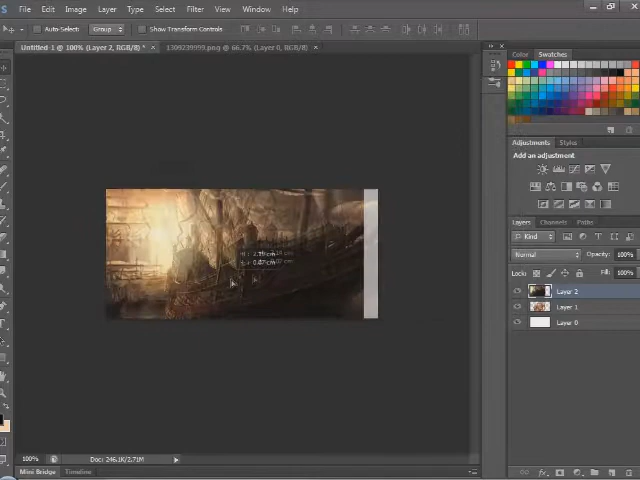 File Edit Image Layer Type Select Filter View Window Help
Auto-Select: Group Show Transform Controls
Untitled-1 @ 100% (Layer 2, RGB/8) * × 1309239999.png @ 66.7% (Layer 0, RGB/8) ×
Color Swatches
Adjustments Styles
Add an adjustment
Layers Channels Paths
Kind
Normal Opacity: 100%
Lock: Fill: 100%
Layer 2
Layer 1
Layer 0
100% Doc: 246.1K/2.71M
Mini Bridge Timeline